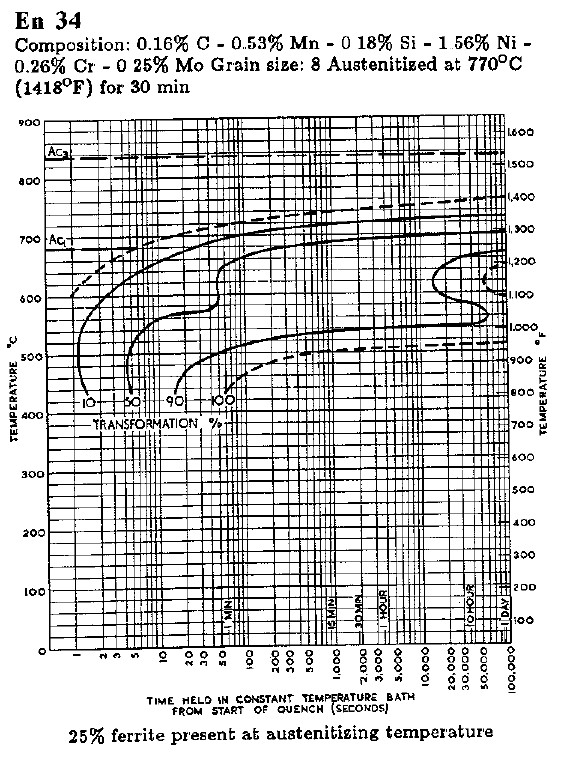 En 34
Composition: 0.16% C - 0.53% Mn - 0 18% Si - 1 56% Ni -
0.26% Cr - 0 25% Mo Grain size: 8 Austenitized at 770°C
(1418°F) for 30 min
900
Ac3
800
Ac1
700
600
500
400
300
200
100
0
TEMPERATURE °C
1,600
1,500
1,400
1,300
1,200
1,100
1,000
900
800
700
600
500
400
300
200
100
TEMPERATURE °F
10 50 90 100
TRANSFORMATION %
1 MIN
15 MIN
30 MIN
1 HOUR
10 HOUR
1 DAY
1 2 3 5 10 20 30 50 100 200 300 500 1,000 2,000 3,000 5,000 10,000 20,000 30,000 50,000 100,000
TIME HELD IN CONSTANT TEMPERATURE BATH
FROM START OF QUENCH (SECONDS)
25% ferrite present at austenitizing temperature